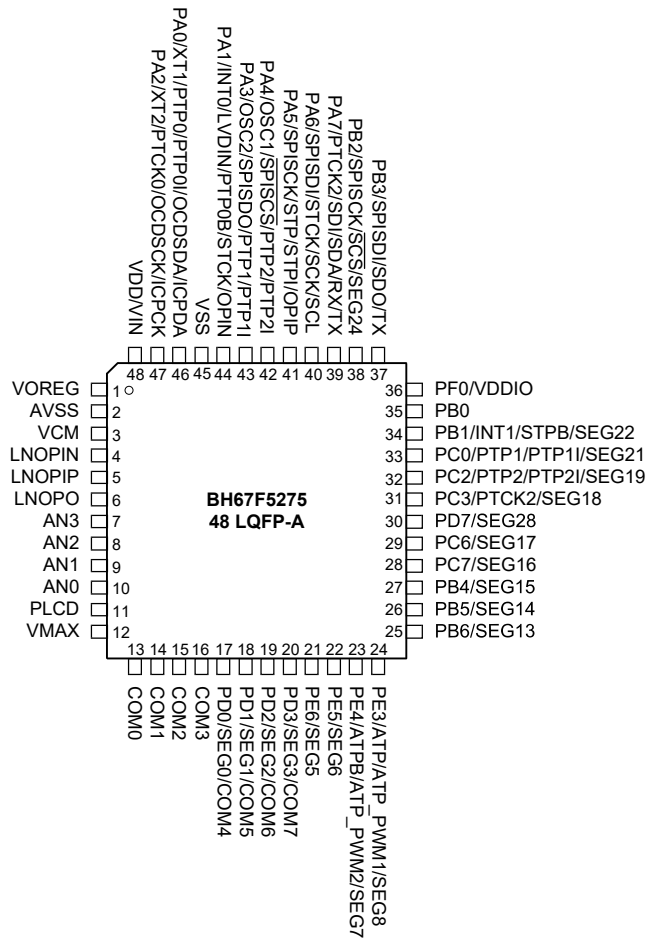 VDD/VIN
PA2/XT2/PTCK0/OCDSCK/ICPCK
PA0/XT1/PTP0/PTP0I/OCDSDA/ICPDA
VSS
PA1/INT0/LVDIN/PTP0B/STCK/OPIN
PA3/OSC2/SPISDO/PTP1/PTP1I
PA4/OSC1/SPISCS/PTP2/PTP2I
PA5/SPISCK/STP/STPI/OPIP
PA6/SPISDI/STCK/SCK/SCL
PA7/PTCK2/SDI/SDA/RX/TX
PB2/SPISCK/SCS/SEG24
PB3/SPISDI/SDO/TX
48 47 46 45 44 43 42 41 40 39 38 37
VOREG 1
AVSS 2
VCM 3
LNOPIN 4
LNOPIP 5
LNOPO 6
AN3 7
AN2 8
AN1 9
AN0 10
PLCD 11
VMAX 12
BH67F5275
48 LQFP-A
36 PF0/VDDIO
35 PB0
34 PB1/INT1/STPB/SEG22
33 PC0/PTP1/PTP1I/SEG21
32 PC2/PTP2/PTP2I/SEG19
31 PC3/PTCK2/SEG18
30 PD7/SEG28
29 PC6/SEG17
28 PC7/SEG16
27 PB4/SEG15
26 PB5/SEG14
25 PB6/SEG13
13 14 15 16 17 18 19 20 21 22 23 24
COM0
COM1
COM2
COM3
PD0/SEG0/COM4
PD1/SEG1/COM5
PD2/SEG2/COM6
PD3/SEG3/COM7
PE6/SEG5
PE5/SEG6
PE4/ATPB/ATP_PWM2/SEG7
PE3/ATP/ATP_PWM1/SEG8